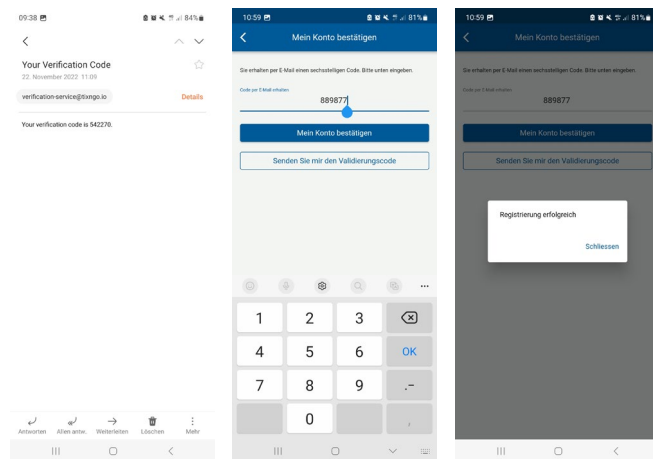 09:38
84%
Your Verification Code
22. November 2022 11:09
verification-service@tixngo.io
Details
Your verification code is 542270.
Antworten
Allen antw.
Weiterleiten
Löschen
Mehr
10:59
81%
Mein Konto bestätigen
Sie erhalten per E-Mail einen sechsstelligen Code. Bitte unten eingeben.
Code per E-Mail erhalten
889877
Mein Konto bestätigen
Senden Sie mir den Validierungscode
1 2 3
4 5 6 OK
7 8 9 .-
0 ,
10:59
81%
Mein Konto bestätigen
Sie erhalten per E-Mail einen sechsstelligen Code. Bitte unten eingeben.
Code per E-Mail erhalten
889877
Mein Konto bestätigen
Senden Sie mir den Validierungscode
Registrierung erfolgreich
Schliessen